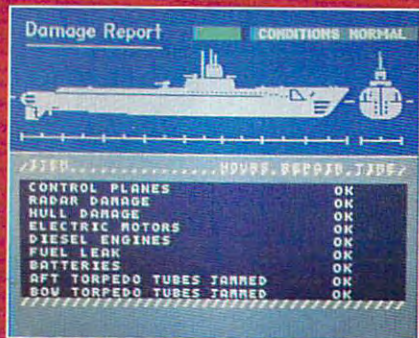 Damage Report CONDITIONS NORMAL
/ITEM..............HOURS.REPAIR.TIME/
CONTROL PLANES OK
RADAR DAMAGE OK
HULL DAMAGE OK
ELECTRIC MOTORS OK
DIESEL ENGINES OK
FUEL LEAK OK
BATTERIES OK
AFT TORPEDO TUBES JAMMED OK
BOW TORPEDO TUBES JAMMED OK